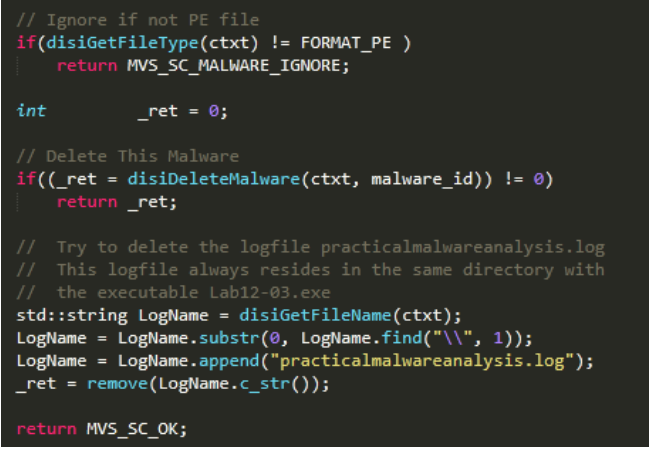 // Ignore if not PE file
if(disiGetFileType(ctxt) != FORMAT_PE )
return MVS_SC_MALWARE_IGNORE;
int _ret = 0;
// Delete This Malware
if((_ret = disiDeleteMalware(ctxt, malware_id)) != 0)
return _ret;
// Try to delete the logfile practicalmalwareanalysis.log
// This logfile always resides in the same directory with
// the executable Lab12-03.exe
std::string LogName = disiGetFileName(ctxt);
LogName = LogName.substr(0, LogName.find("\\", 1));
LogName = LogName.append("practicalmalwareanalysis.log");
_ret = remove(LogName.c_str());
return MVS_SC_OK;